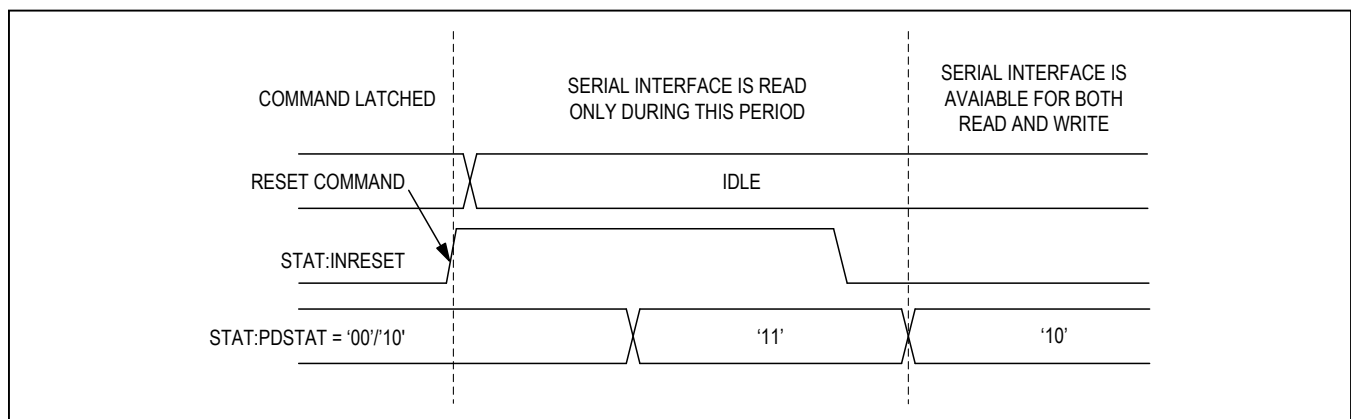 COMMAND LATCHED
SERIAL INTERFACE IS READ
ONLY DURING THIS PERIOD
SERIAL INTERFACE IS
AVAIABLE FOR BOTH
READ AND WRITE
RESET COMMAND
IDLE
STAT:INRESET
STAT:PDSTAT = ‘00’/’10'
‘11’
‘10’